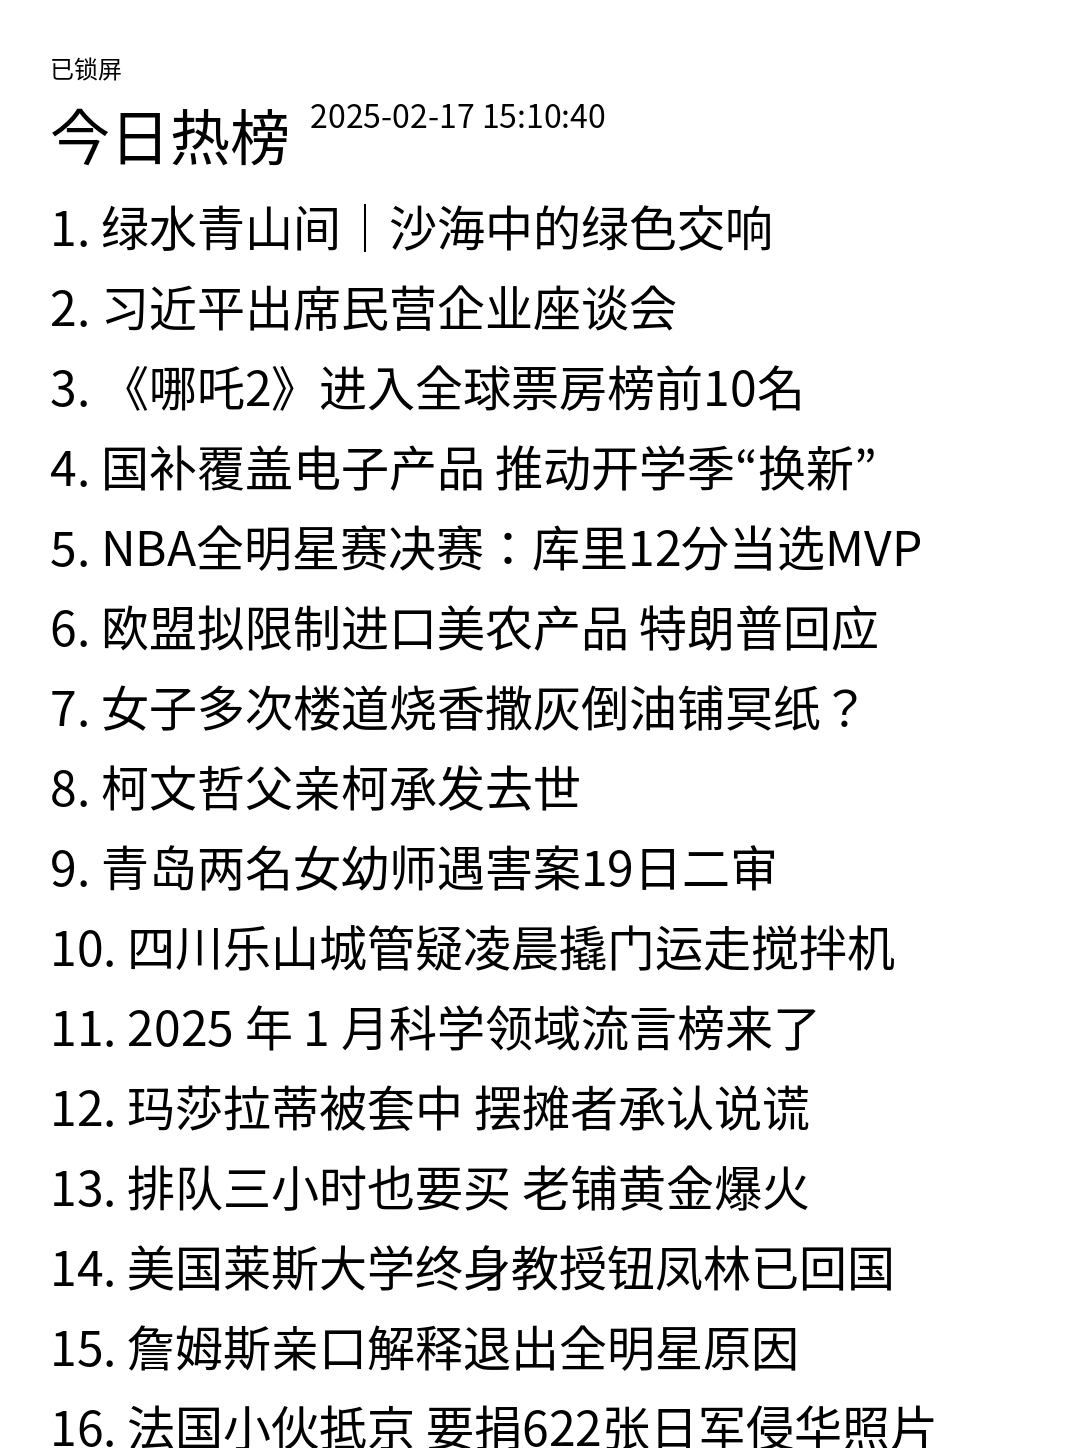 已锁屏
今日热榜 2025-02-17 15:10:40
1. 绿水青山间｜沙海中的绿色交响
2. 习近平出席民营企业座谈会
3. 《哪吒2》进入全球票房榜前10名
4. 国补覆盖电子产品 推动开学季“换新”
5. NBA全明星赛决赛：库里12分当选MVP
6. 欧盟拟限制进口美农产品 特朗普回应
7. 女子多次楼道烧香撒灰倒油铺冥纸？
8. 柯文哲父亲柯承发去世
9. 青岛两名女幼师遇害案19日二审
10. 四川乐山城管疑凌晨撬门运走搅拌机
11. 2025 年 1 月科学领域流言榜来了
12. 玛莎拉蒂被套中 摆摊者承认说谎
13. 排队三小时也要买 老铺黄金爆火
14. 美国莱斯大学终身教授钮凤林已回国
15. 詹姆斯亲口解释退出全明星原因
16. 法国小伙抵京 要捐622张日军侵华照片